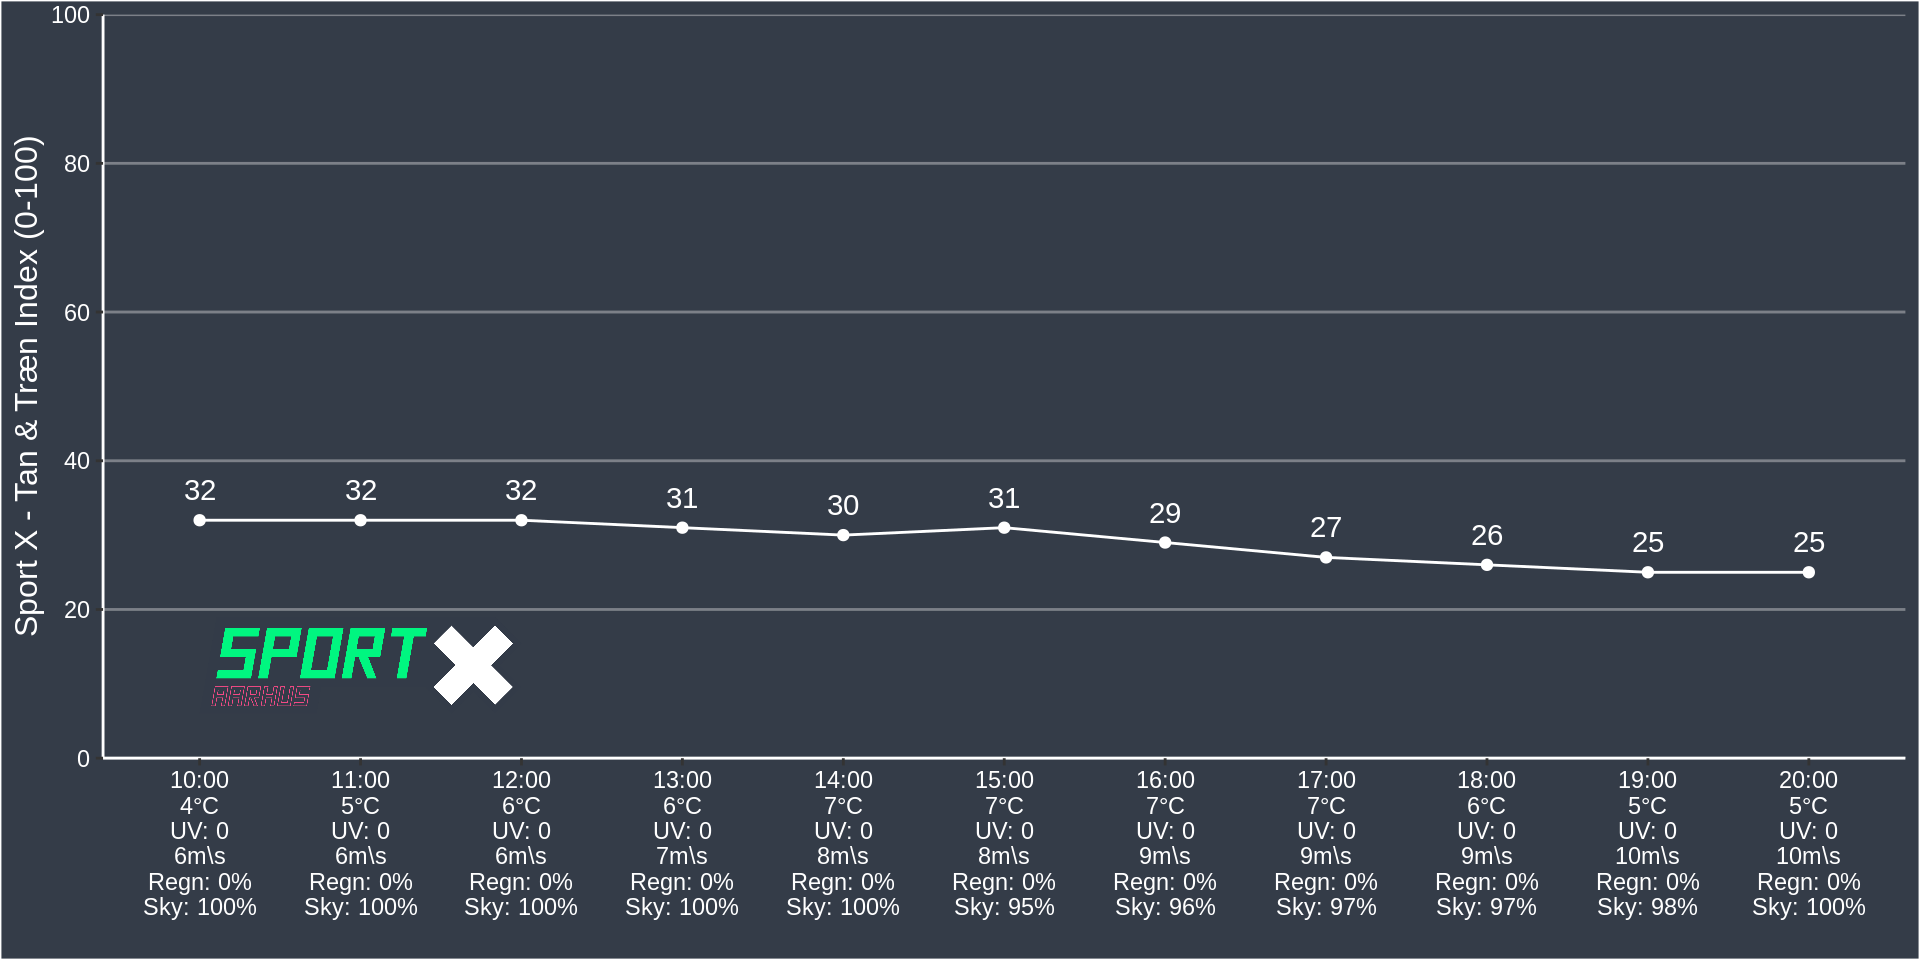 Sport X - Tan & Træn Index (0-100)
100
80
60
40
20
0
32 32 32 31 30 31 29 27 26 25 25
SPORT X
AARHUS
10:00 11:00 12:00 13:00 14:00 15:00 16:00 17:00 18:00 19:00 20:00
4°C 5°C 6°C 6°C 7°C 7°C 7°C 7°C 6°C 5°C 5°C
UV: 0 UV: 0 UV: 0 UV: 0 UV: 0 UV: 0 UV: 0 UV: 0 UV: 0 UV: 0 UV: 0
6m\s 6m\s 6m\s 7m\s 8m\s 8m\s 9m\s 9m\s 9m\s 10m\s 10m\s
Regn: 0% Regn: 0% Regn: 0% Regn: 0% Regn: 0% Regn: 0% Regn: 0% Regn: 0% Regn: 0% Regn: 0% Regn: 0%
Sky: 100% Sky: 100% Sky: 100% Sky: 100% Sky: 100% Sky: 95% Sky: 96% Sky: 97% Sky: 97% Sky: 98% Sky: 100%